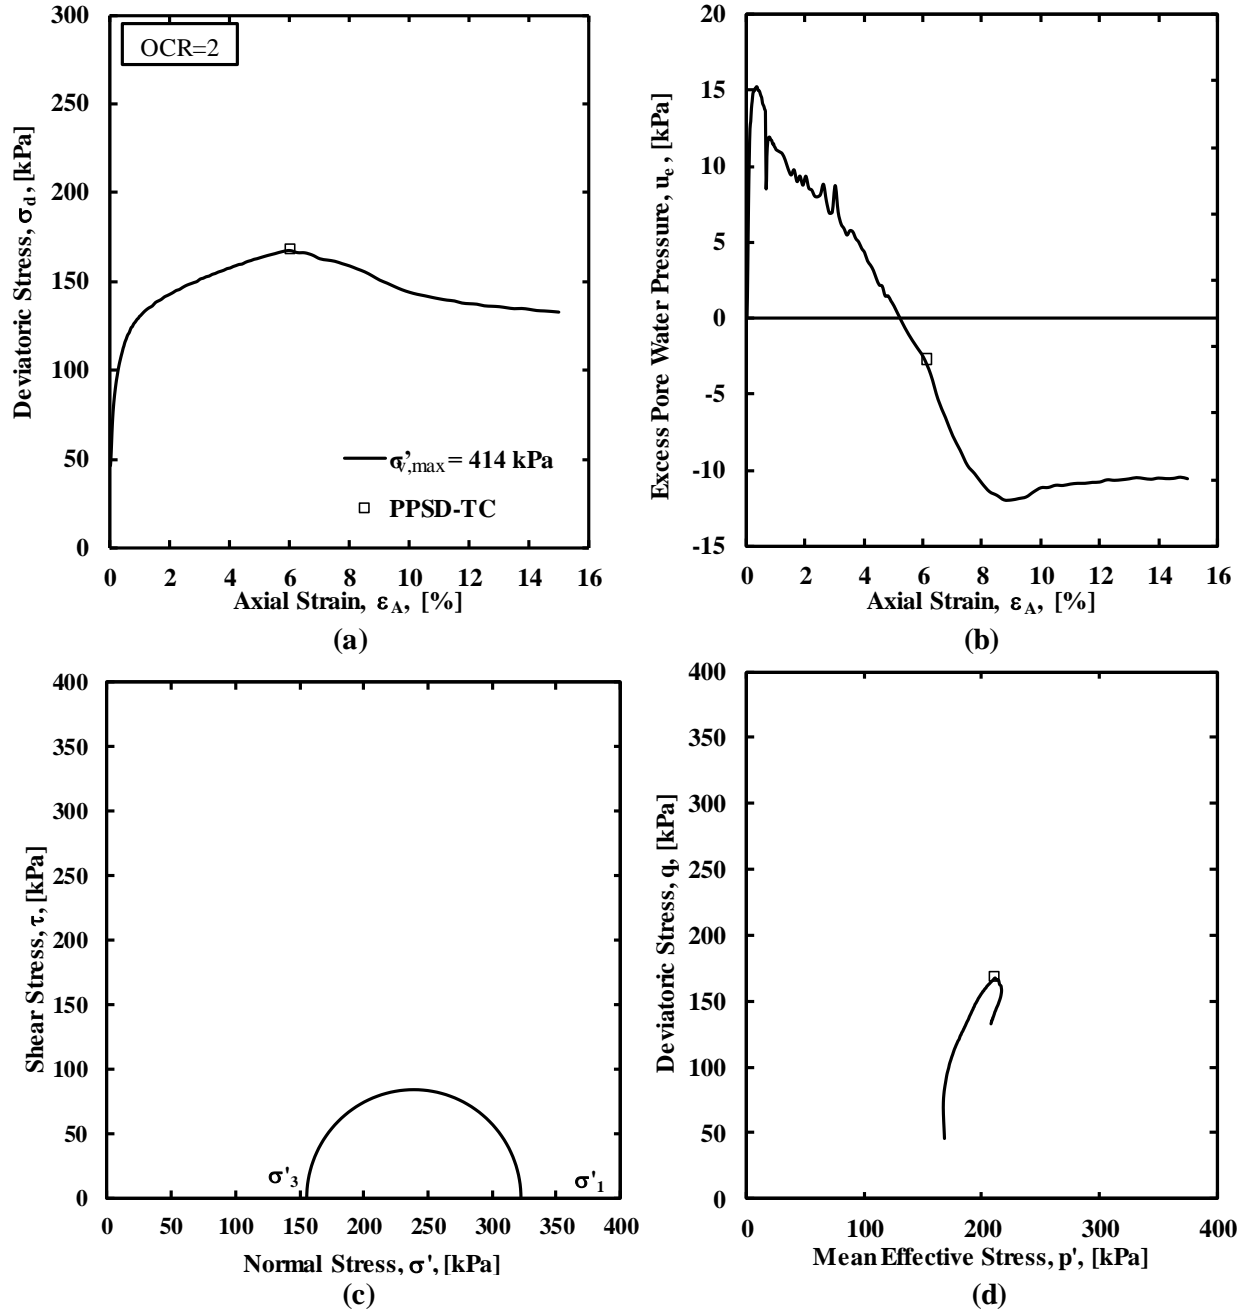 300
250
200
150
100
50
0
Deviatoric Stress, σd, [kPa]
OCR=2
σ'v,max = 414 kPa
PPSD-TC
0 2 4 6 8 10 12 14 16
Axial Strain, εA, [%]
(a)
20
15
10
5
0
-5
-10
-15
Excess Pore Water Pressure, ue, [kPa]
0 2 4 6 8 10 12 14 16
Axial Strain, εA, [%]
(b)
400
350
300
250
200
150
100
50
0
Shear Stress, τ, [kPa]
σ'3
σ'1
0 50 100 150 200 250 300 350 400
Normal Stress, σ', [kPa]
(c)
400
350
300
250
200
150
100
50
0
Deviatoric Stress, q, [kPa]
0 100 200 300 400
Mean Effective Stress, p', [kPa]
(d)